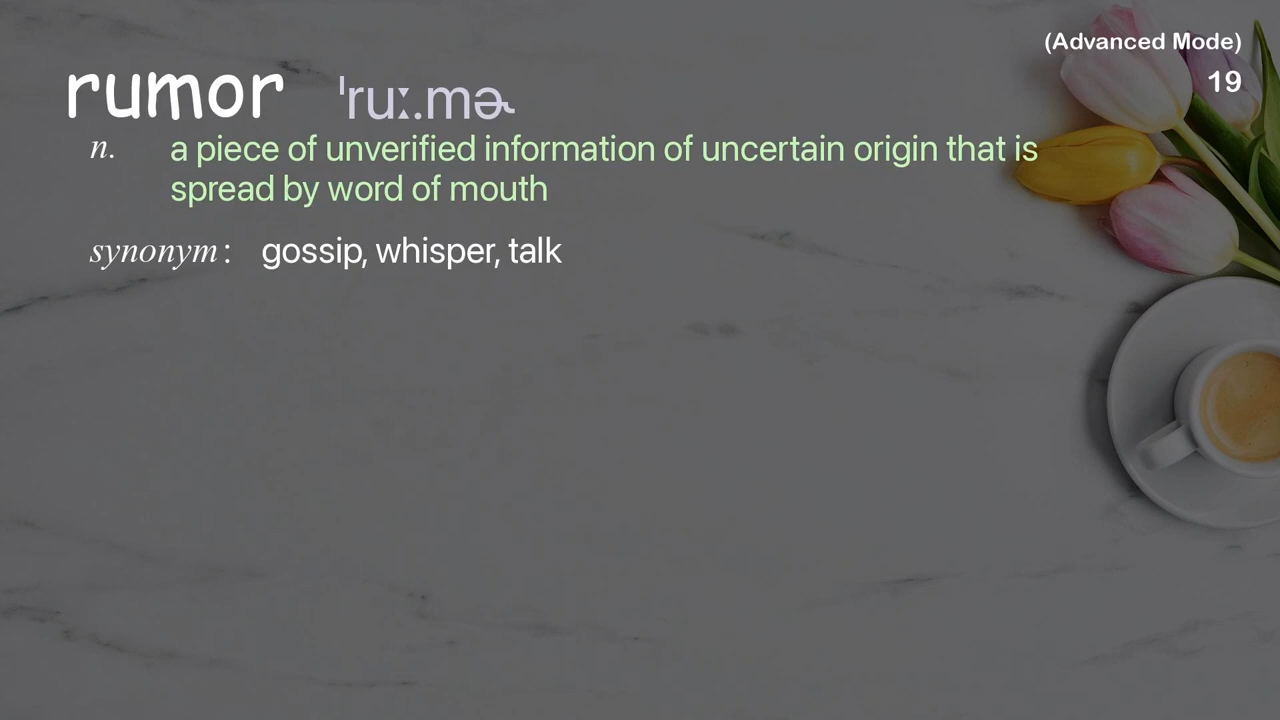 (Advanced Mode)
19
rumor ˈruː.mɚ
n. a piece of unverified information of uncertain origin that is
spread by word of mouth
synonym: gossip, whisper, talk